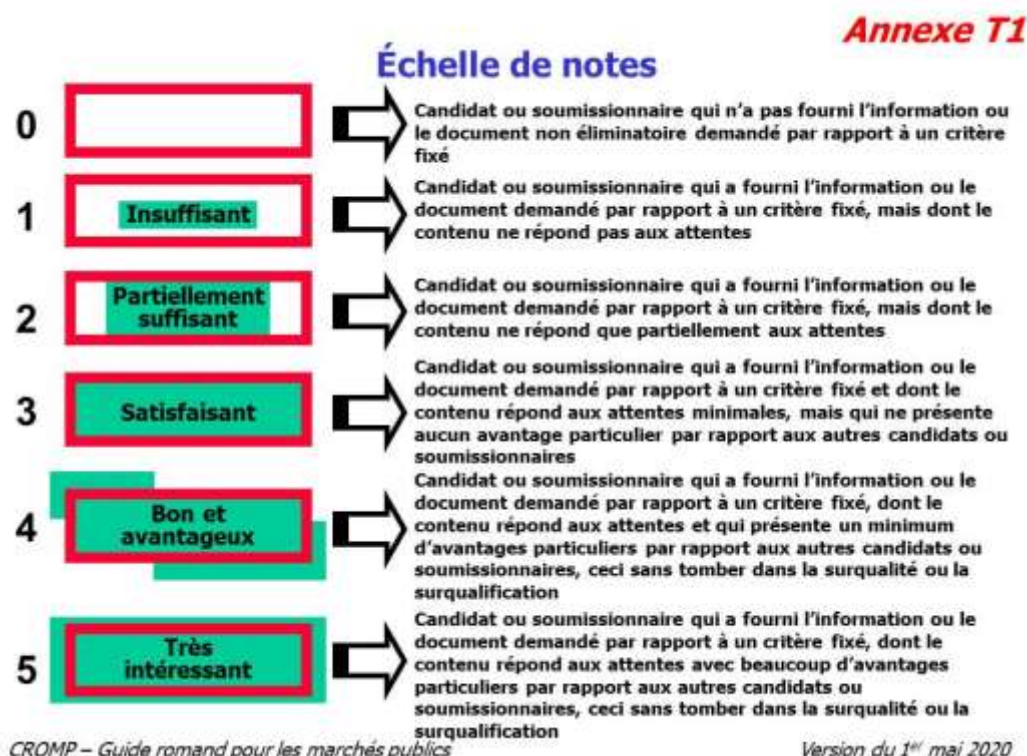 Annexe T1
Échelle de notes
0
Candidat ou soumissionnaire qui n'a pas fourni l'information ou
le document non éliminatoire demandé par rapport à un critère
fixé
1
Insuffisant
Candidat ou soumissionnaire qui a fourni l'information ou le
document demandé par rapport à un critère fixé, mais dont le
contenu ne répond pas aux attentes
2
Partiellement
suffisant
Candidat ou soumissionnaire qui a fourni l'information ou le
document demandé par rapport à un critère fixé, mais dont le
contenu ne répond que partiellement aux attentes
3
Satisfaisant
Candidat ou soumissionnaire qui a fourni l'information ou le
document demandé par rapport à un critère fixé et dont le
contenu répond aux attentes minimales, mais qui ne présente
aucun avantage particulier par rapport aux autres candidats ou
soumissionnaires
4
Bon et
avantageux
Candidat ou soumissionnaire qui a fourni l'information ou le
document demandé par rapport à un critère fixé, dont le
contenu répond aux attentes et qui présente un minimum
d'avantages particuliers par rapport aux autres candidats ou
soumissionnaires, ceci sans tomber dans la surqualité ou la
surqualification
5
Très
intéressant
Candidat ou soumissionnaire qui a fourni l'information ou le
document demandé par rapport à un critère fixé, dont le
contenu répond aux attentes avec beaucoup d'avantages
particuliers par rapport aux autres candidats ou
soumissionnaires, ceci sans tomber dans la surqualité ou la
surqualification
CROMP – Guide romand pour les marchés publics
Version du 1er mai 2020